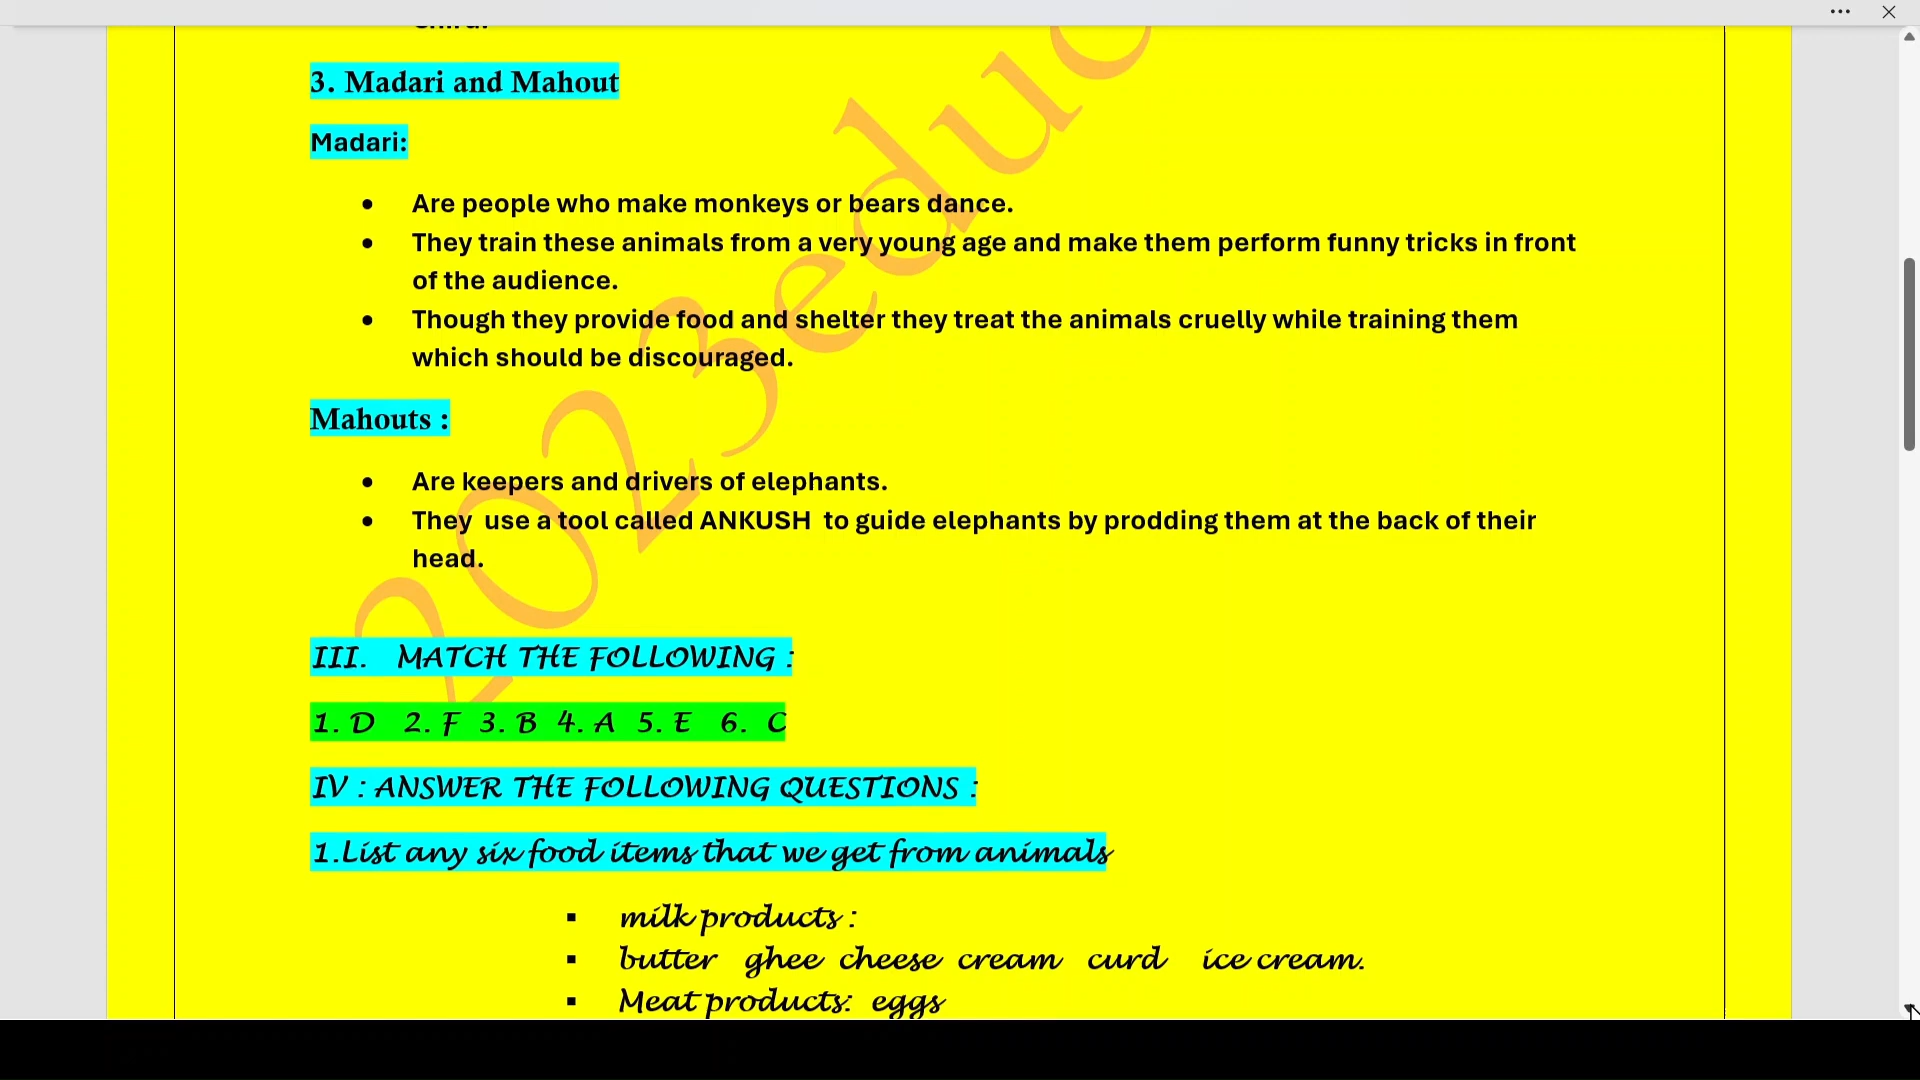 3. Madari and Mahout
Madari:
• Are people who make monkeys or bears dance.
• They train these animals from a very young age and make them perform funny tricks in front
of the audience.
• Though they provide food and shelter they treat the animals cruelly while training them
which should be discouraged.
Mahouts :
• Are keepers and drivers of elephants.
• They use a tool called ANKUSH to guide elephants by prodding them at the back of their
head.
III. MATCH THE FOLLOWING :
1. D 2. F 3. B 4. A 5. E 6. C
IV : ANSWER THE FOLLOWING QUESTIONS :
1.List any six food items that we get from animals
▪ milk products :
▪ butter ghee cheese cream curd ice cream.
▪ Meat products: eggs
2023educ